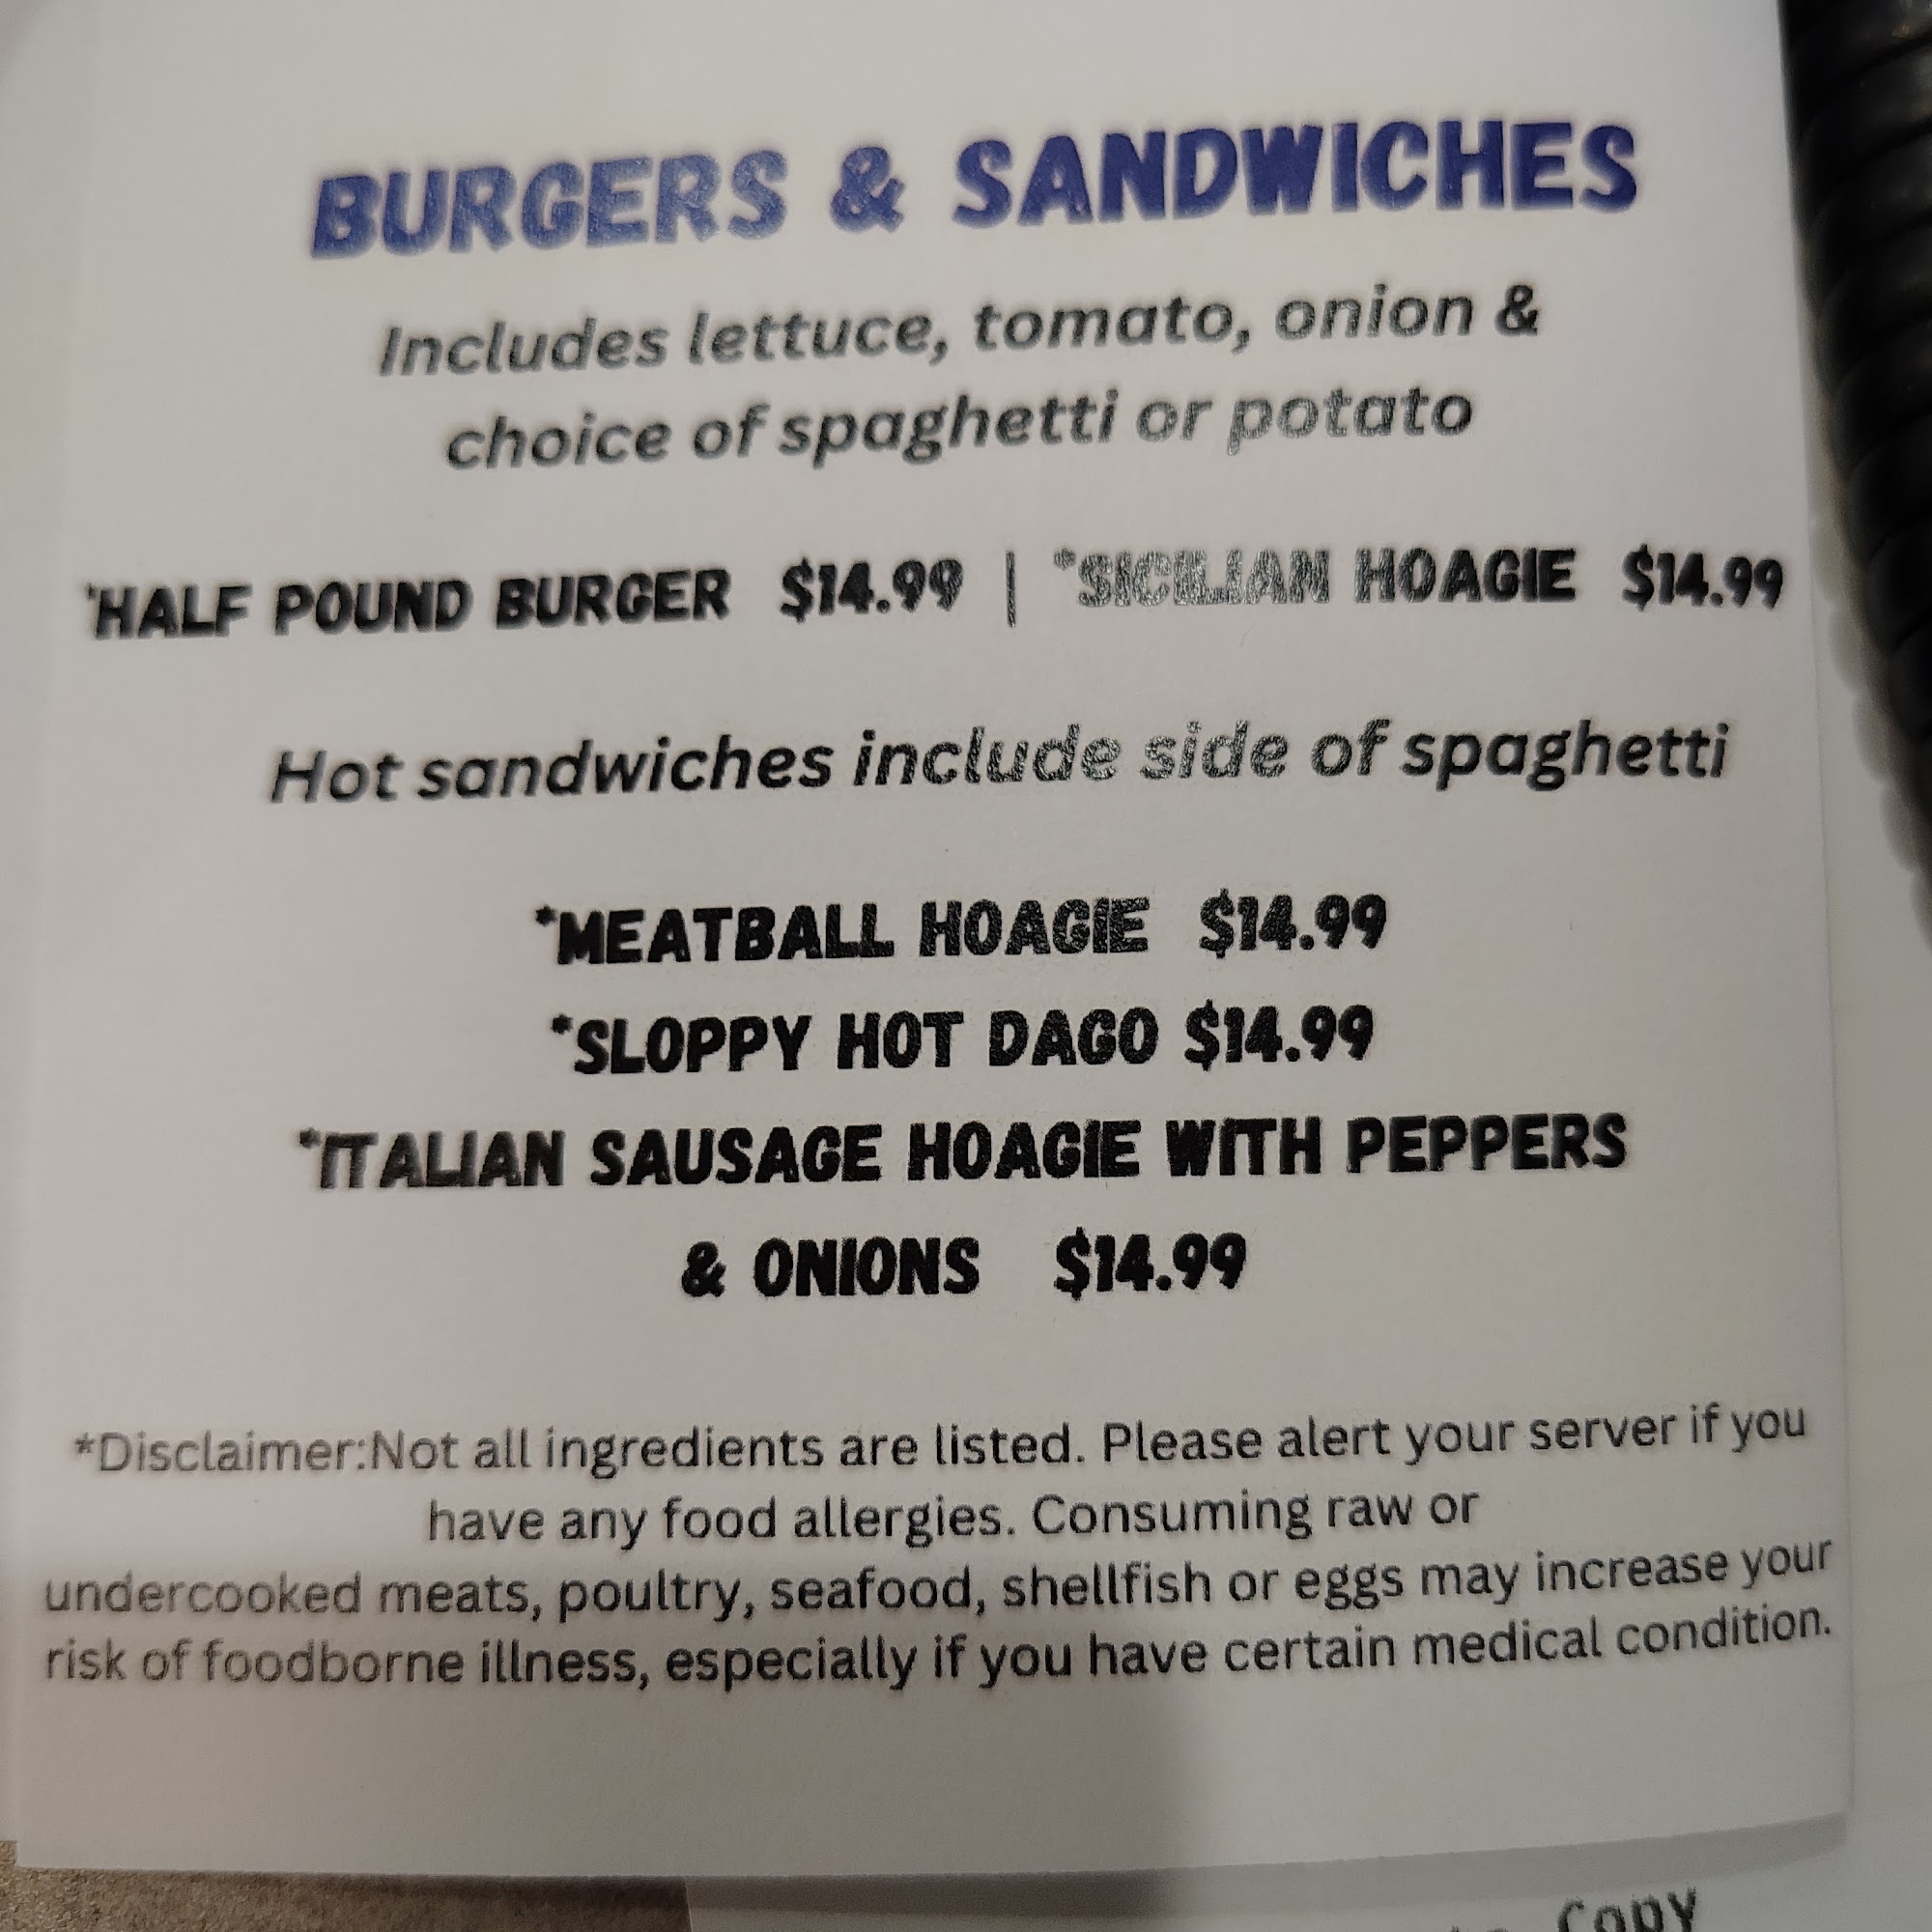 BURGERS & SANDWICHES
Includes lettuce, tomato, onion &
choice of spaghetti or potato
*HALF POUND BURGER $14.99 | *SICILIAN HOAGIE $14.99
Hot sandwiches include side of spaghetti
*MEATBALL HOAGIE $14.99
*SLOPPY HOT DAGO $14.99
*ITALIAN SAUSAGE HOAGIE WITH PEPPERS
& ONIONS $14.99
*Disclaimer:Not all ingredients are listed. Please alert your server if you
have any food allergies. Consuming raw or
undercooked meats, poultry, seafood, shellfish or eggs may increase your
risk of foodborne illness, especially if you have certain medical condition.
Copy